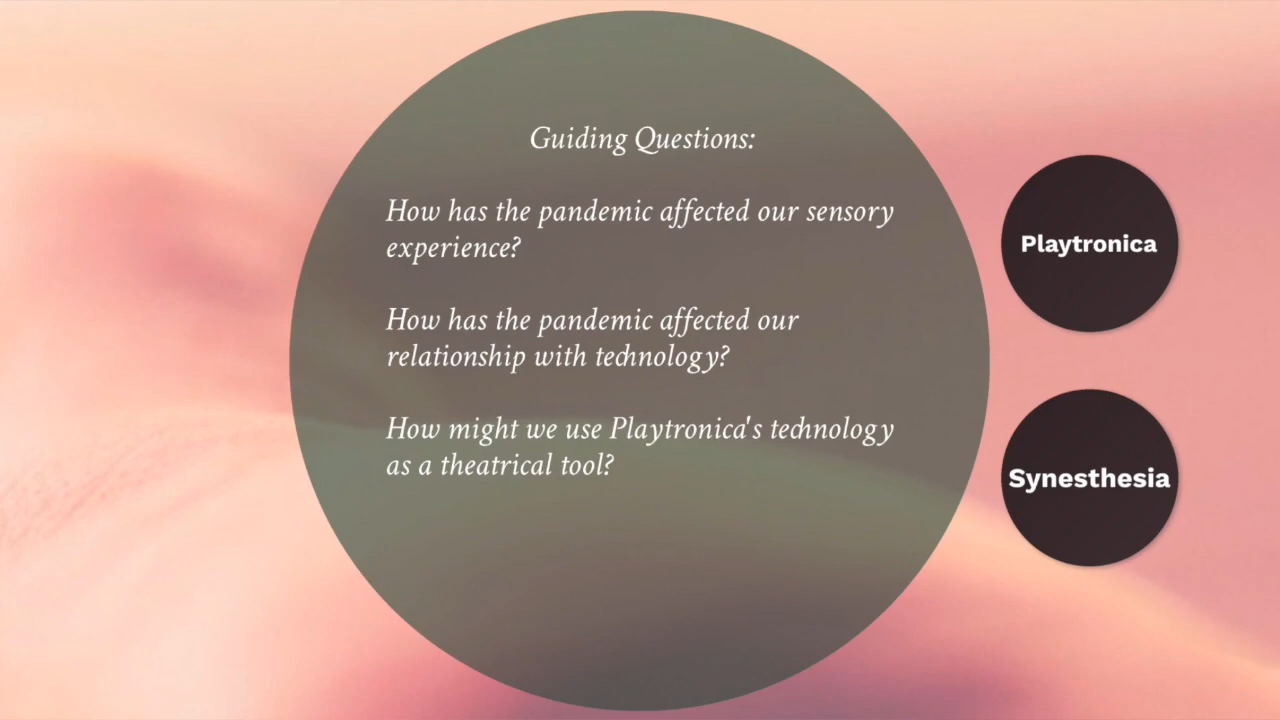 Guiding Questions:
How has the pandemic affected our sensory
experience?
How has the pandemic affected our
relationship with technology?
How might we use Playtronica's technology
as a theatrical tool?
Playtronica
Synesthesia